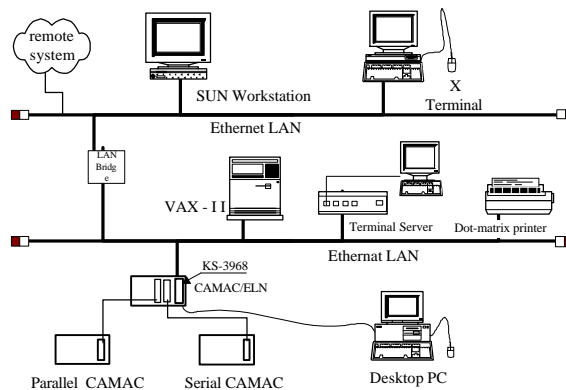 remote
system
SUN Workstation
X
Terminal
Ethernet LAN
LAN
Bridg
e
VAX - I I
Terminal Server
Dot-matrix printer
Ethernat LAN
KS-3968
CAMAC/ELN
Parallel CAMAC
Serial CAMAC
Desktop PC